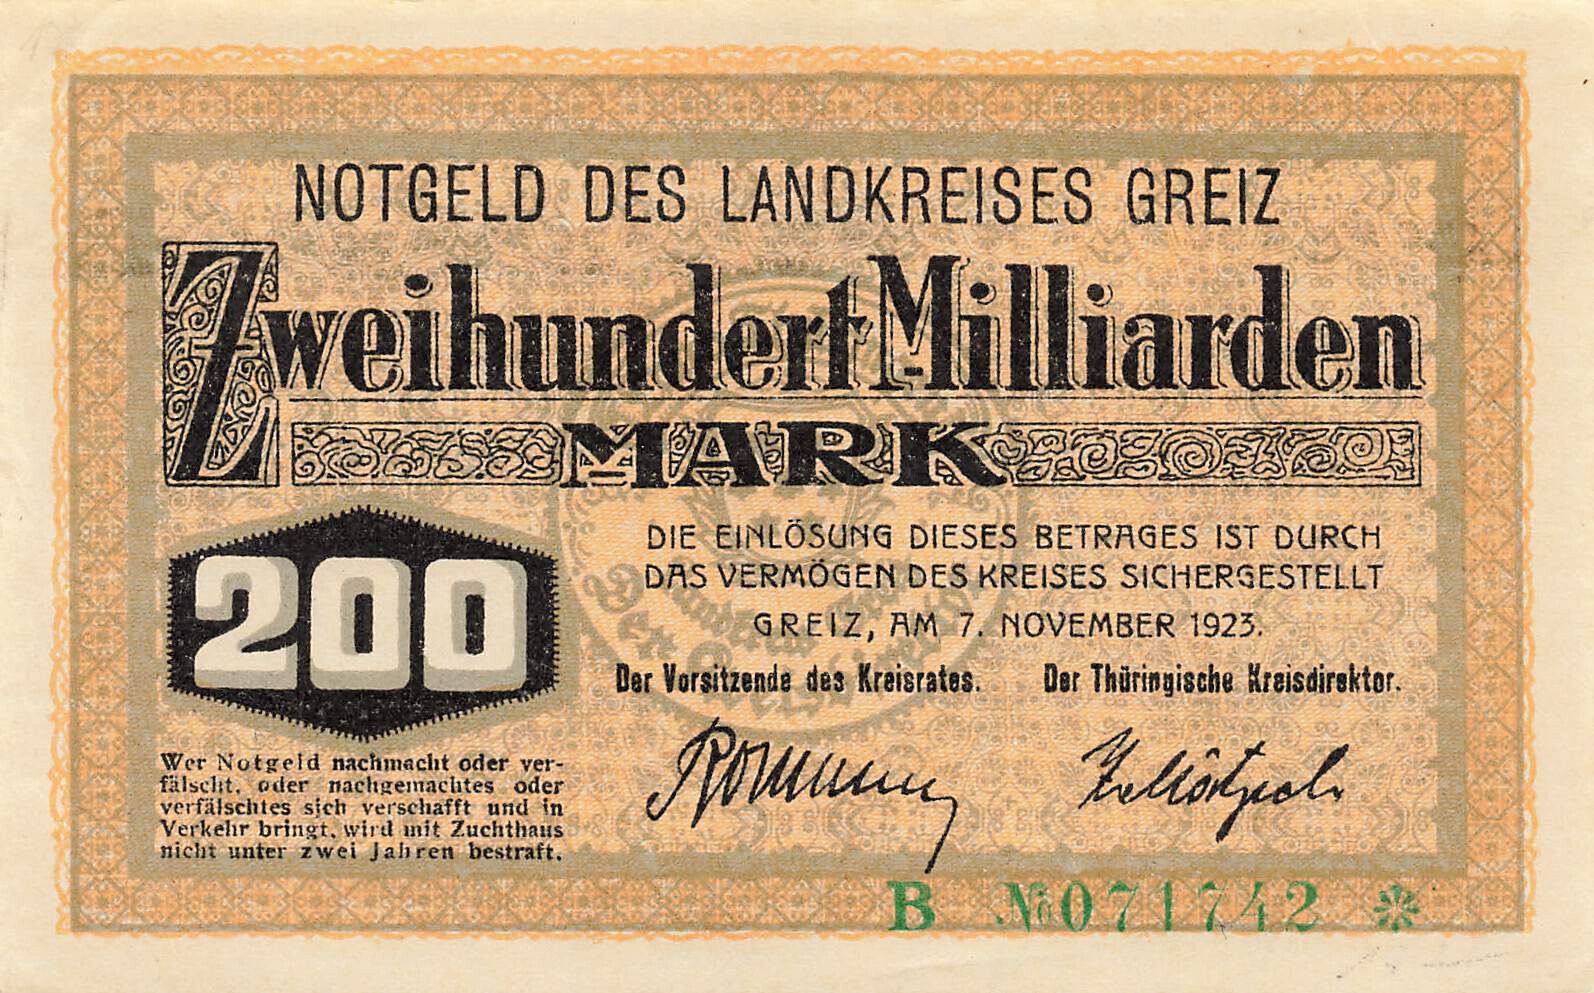 NOTGELD DES LANDKREISES GREIZ
Zweihundert-Milliarden
MARK
200
DIE EINLÖSUNG DIESES BETRAGES IST DURCH
DAS VERMÖGEN DES KREISES SICHERGESTELLT
GREIZ, AM 7. NOVEMBER 1923.
Der Vorsitzende des Kreisrates. Der Thüringische Kreisdirektor.
Wer Notgeld nachmacht oder ver-
fälscht, oder nachgemachtes oder
verfälschtes sich verschafft und in
Verkehr bringt, wird mit Zuchthaus
nicht unter zwei Jahren bestraft.
B № 071742 *